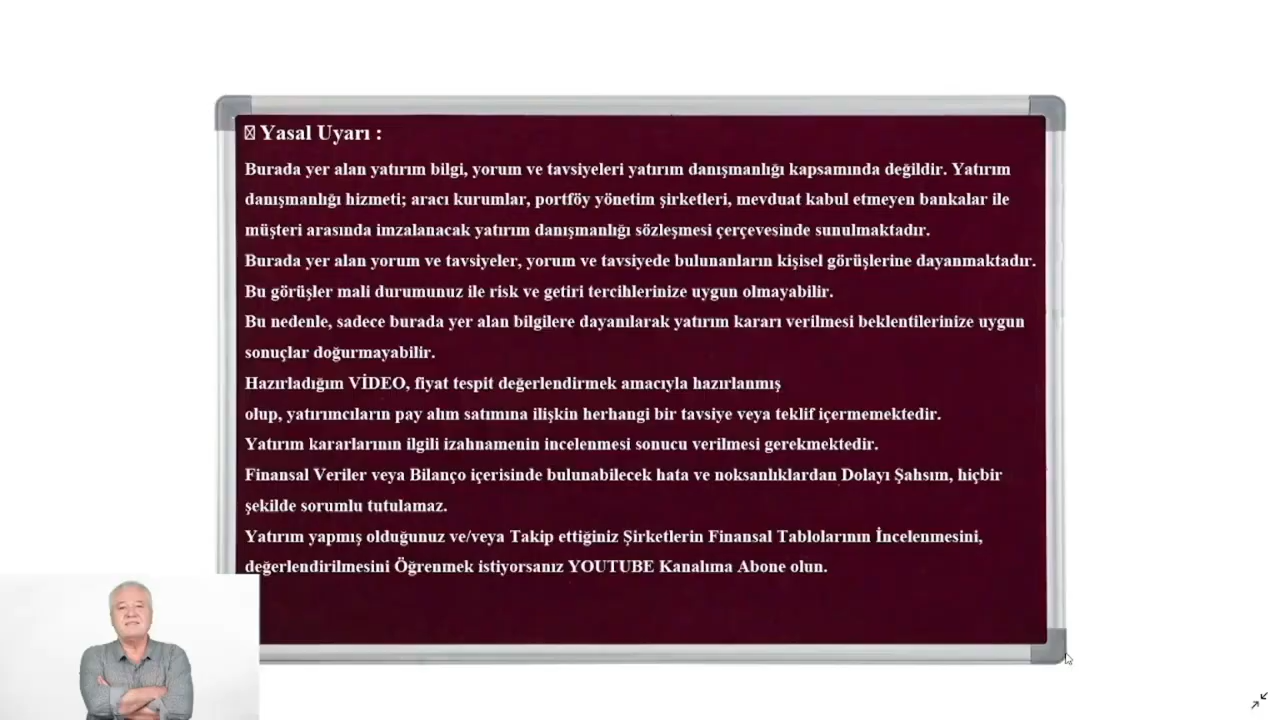 Yasal Uyarı :
Burada yer alan yatırım bilgi, yorum ve tavsiyeleri yatırım danışmanlığı kapsamında değildir. Yatırım
danışmanlığı hizmeti; aracı kurumlar, portföy yönetim şirketleri, mevduat kabul etmeyen bankalar ile
müşteri arasında imzalanacak yatırım danışmanlığı sözleşmesi çerçevesinde sunulmaktadır.
Burada yer alan yorum ve tavsiyeler, yorum ve tavsiyede bulunanların kişisel görüşlerine dayanmaktadır.
Bu görüşler mali durumunuz ile risk ve getiri tercihlerinize uygun olmayabilir.
Bu nedenle, sadece burada yer alan bilgilere dayanılarak yatırım kararı verilmesi beklentilerinize uygun
sonuçlar doğurmayabilir.
Hazırladığım VİDEO, fiyat tespit değerlendirmek amacıyla hazırlanmış
olup, yatırımcıların pay alım satımına ilişkin herhangi bir tavsiye veya teklif içermemektedir.
Yatırım kararlarının ilgili izahnamenin incelenmesi sonucu verilmesi gerekmektedir.
Finansal Veriler veya Bilanço içerisinde bulunabilecek hata ve noksanlıklardan Dolayı Şahsım, hiçbir
şekilde sorumlu tutulamaz.
Yatırım yapmış olduğunuz ve/veya Takip ettiğiniz Şirketlerin Finansal Tablolarının İncelenmesini,
değerlendirilmesini Öğrenmek istiyorsanız YOUTUBE Kanalıma Abone olun.